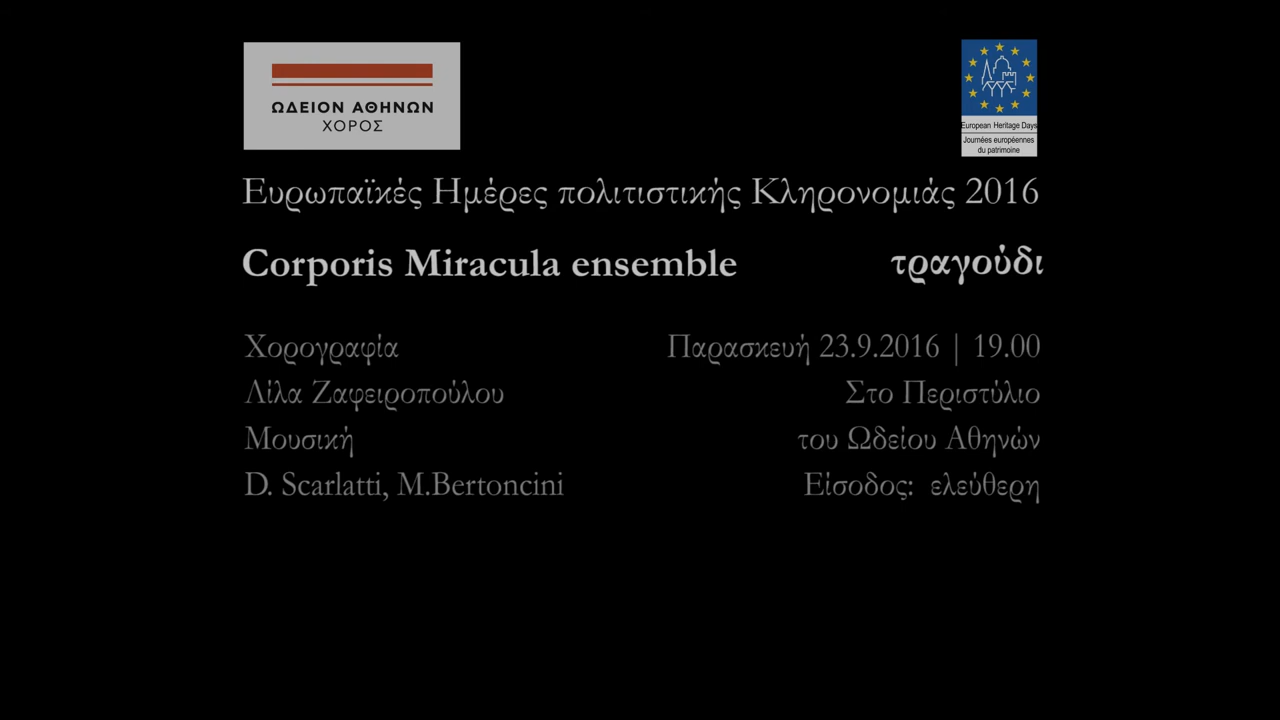 ΩΔΕΙΟΝ ΑΘΗΝΩΝ
ΧΟΡΟΣ
European Heritage Days
Journées européennes
du patrimoine
Ευρωπαϊκές Ημέρες πολιτιστικής Κληρονομιάς 2016
Corporis Miracula ensemble τραγούδι
Χορογραφία Παρασκευή 23.9.2016 | 19.00
Λίλα Ζαφειροπούλου Στο Περιστύλιο
Μουσική του Ωδείου Αθηνών
D. Scarlatti, M.Bertoncini Είσοδος: ελεύθερη